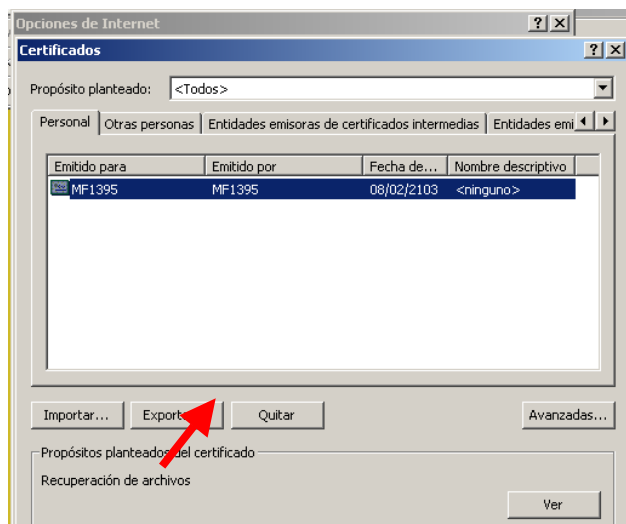 Opciones de Internet
Certificados
Propósito planteado: <Todos>
Personal Otras personas Entidades emisoras de certificados intermedias Entidades emi
Emitido para Emitido por Fecha de... Nombre descriptivo
MF1395 MF1395 08/02/2103 <ninguno>
Importar... Quitar Avanzadas...
Propósitos planteados del certificado
Recuperación de archivos
Ver